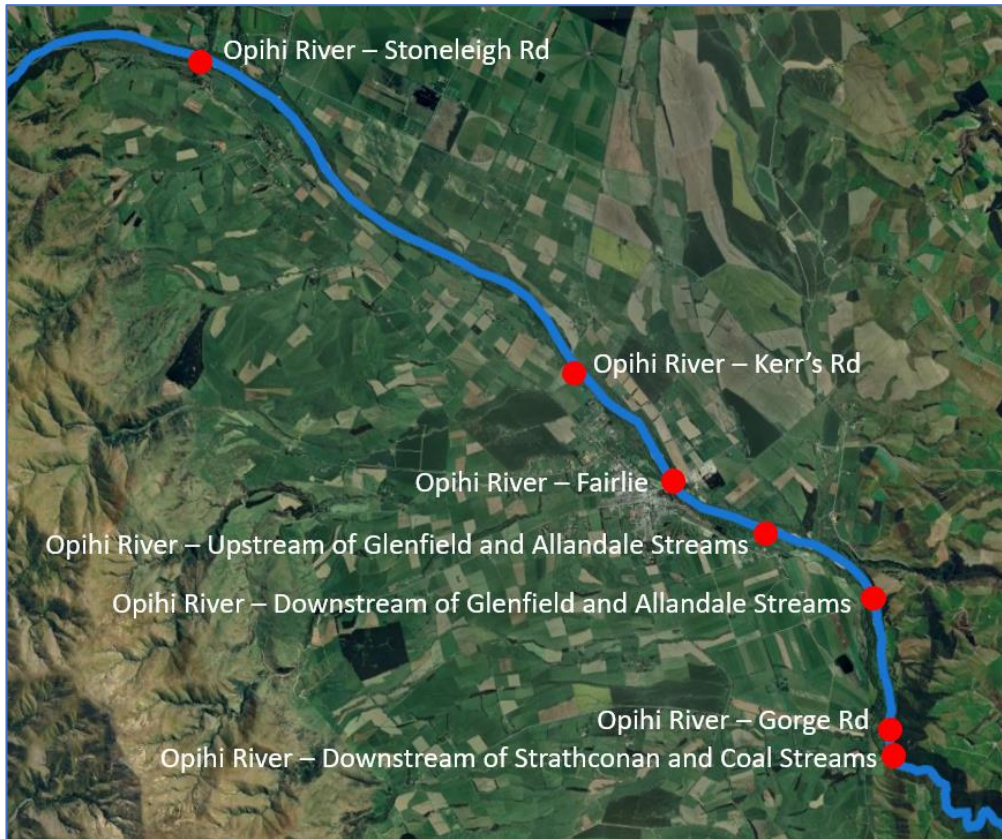 Opihi River – Stoneleigh Rd
Opihi River – Kerr’s Rd
Opihi River – Fairlie
Opihi River – Upstream of Glenfield and Allandale Streams
Opihi River – Downstream of Glenfield and Allandale Streams
Opihi River – Gorge Rd
Opihi River – Downstream of Strathconan and Coal Streams